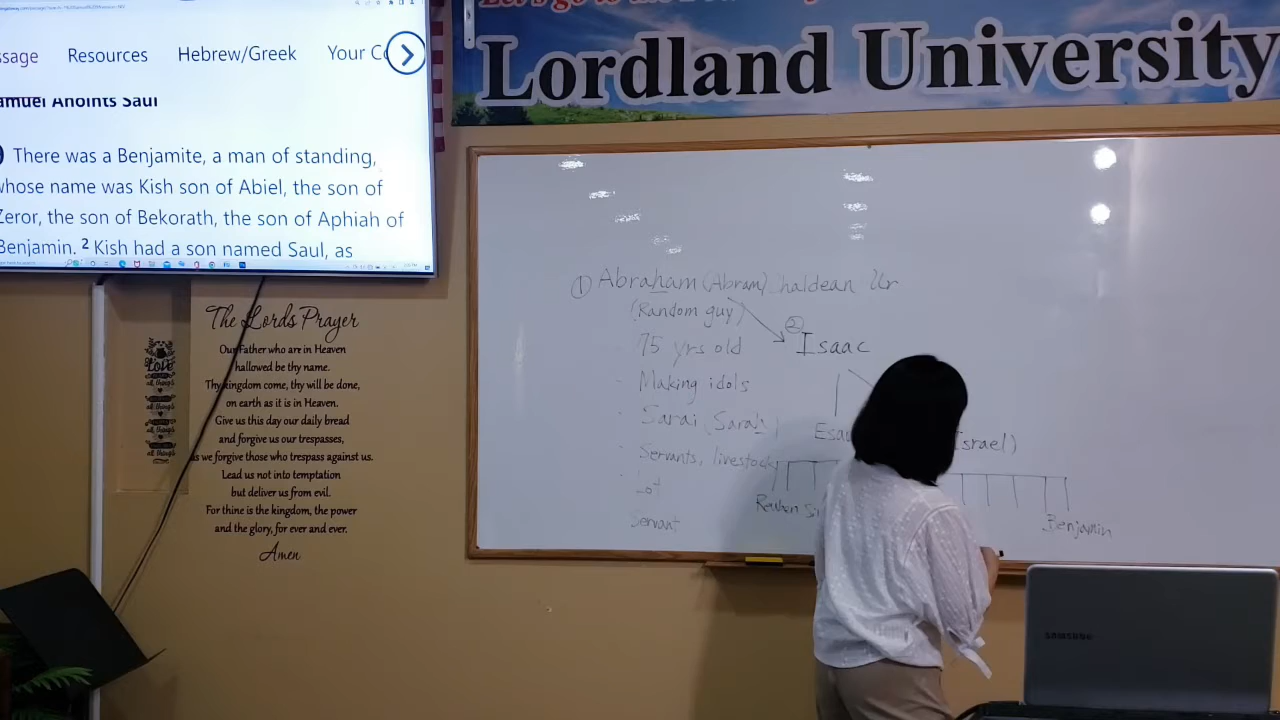 Lordland University
ssage Resources Hebrew/Greek Your C
amuel Anoints Saul
There was a Benjamite, a man of standing,
whose name was Kish son of Abiel, the son of
Zeror, the son of Bekorath, the son of Aphiah of
Benjamin. 2 Kish had a son named Saul, as
① Abraham (Abram) haldean Ur
(Random guy)
② Isaac
75 yrs old
- Making idols
Sarai (Sarah)
Esau
Israel)
- Servants, livestock
- Lot
Reuben Si
Benjamin
Servant
The Lords Prayer
Our Father who are in Heaven
hallowed be thy name.
Thy kingdom come, thy will be done,
on earth as it is in Heaven.
Give us this day our daily bread
and forgive us our trespasses,
as we forgive those who trespass against us.
Lead us not into temptation
but deliver us from evil.
For thine is the kingdom, the power
and the glory, for ever and ever.
Amen
Love
SAMSUNG